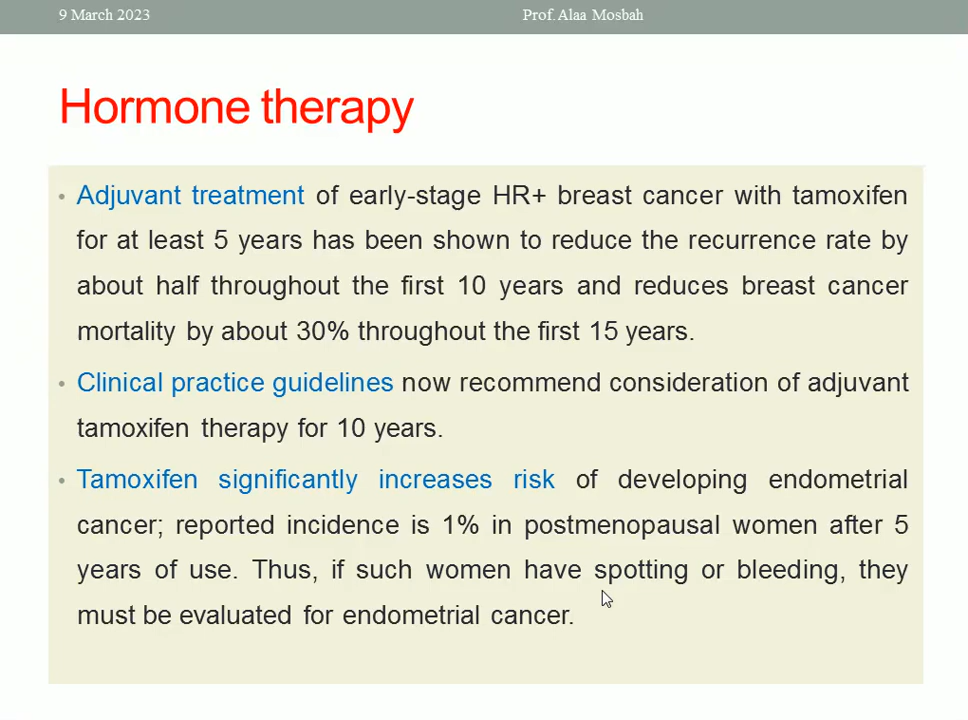 9 March 2023 Prof. Alaa Mosbah
Hormone therapy
• Adjuvant treatment of early-stage HR+ breast cancer with tamoxifen
for at least 5 years has been shown to reduce the recurrence rate by
about half throughout the first 10 years and reduces breast cancer
mortality by about 30% throughout the first 15 years.
• Clinical practice guidelines now recommend consideration of adjuvant
tamoxifen therapy for 10 years.
• Tamoxifen significantly increases risk of developing endometrial
cancer; reported incidence is 1% in postmenopausal women after 5
years of use. Thus, if such women have spotting or bleeding, they
must be evaluated for endometrial cancer.